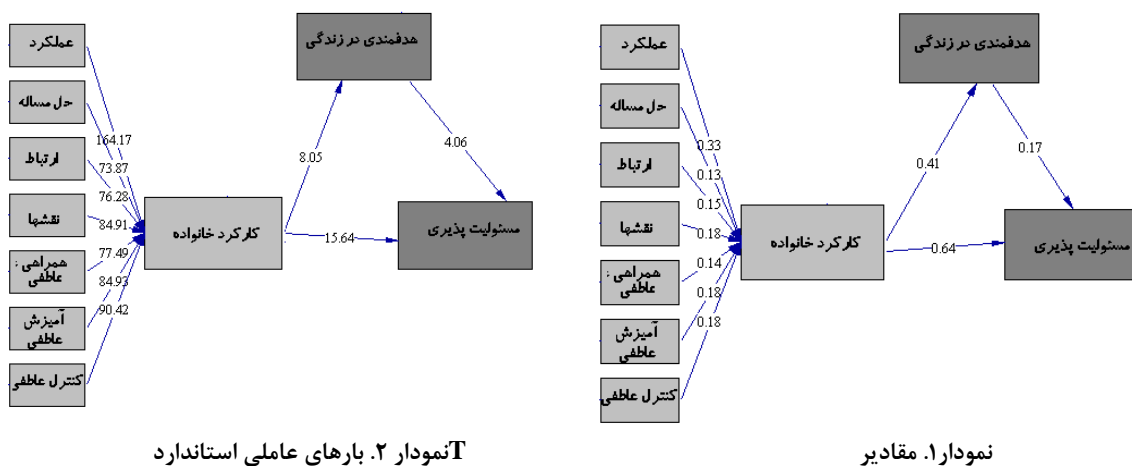 عملکرد
حل مساله
ارتباط
نقشها
همراهی :
عاطفی
آمیزش
عاطفی
کنترل عاطفی
164.17
73.87
76.28
84.91
77.49
84.93
90.42
کارکرد خانواده
هدفمندی در زندگی
مسئولیت پذیری
8.05
4.06
15.64
Tنمودار ۲. بارهای عاملی استاندارد
عملکرد
حل مساله
ارتباط
نقشها
همراهی :
عاطفی
آمیزش
عاطفی
کنترل عاطفی
0.33
0.13
0.15
0.18
0.14
0.18
0.18
کارکرد خانواده
هدفمندی در زندگی
مسئولیت پذیری
0.41
0.17
0.64
نمودار۱. مقادیر